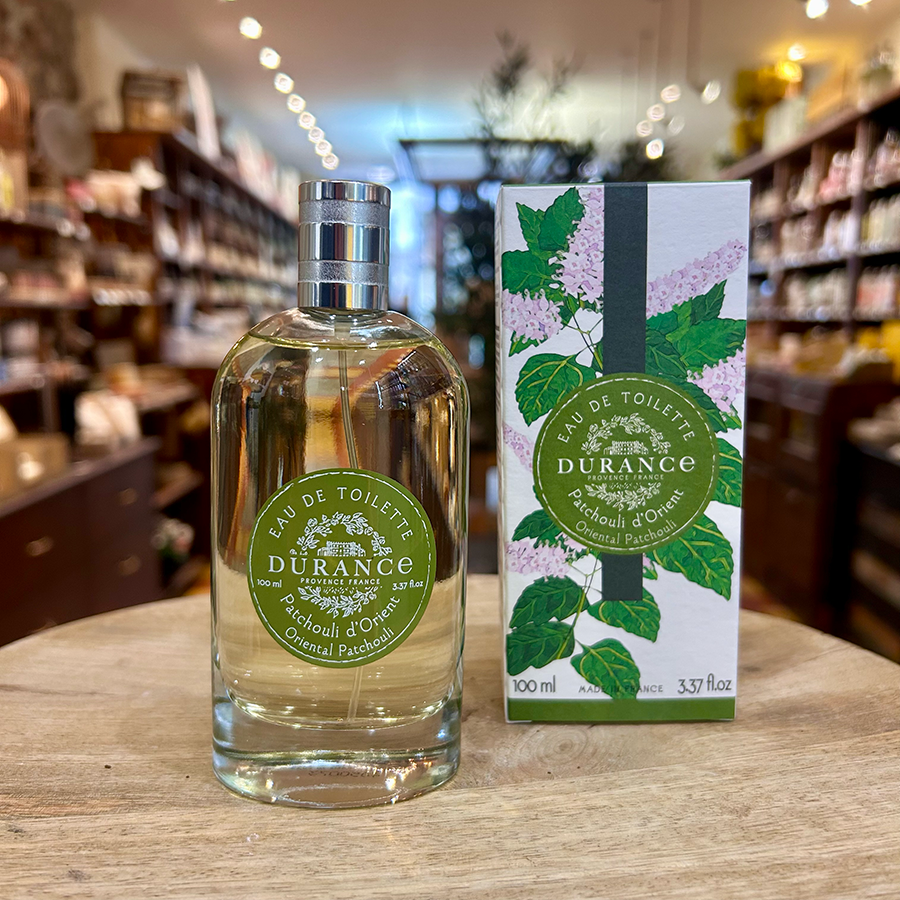 EAU DE TOILETTE
DURANCE
100 ml
PROVENCE FRANCE
3.37 fl.oz
Patchouli d'Orient
Oriental Patchouli
EAU DE TOILETTE
DURANCE
PROVENCE FRANCE
Patchouli d'Orient
Oriental Patchouli
100 ml
MADE IN FRANCE
3.37 fl.oz